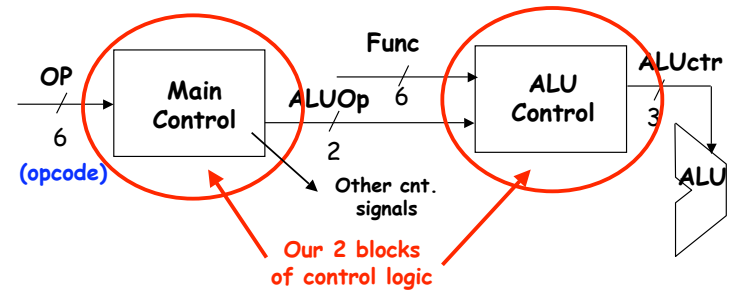 OP
6
(opcode)
Main
Control
ALUOp
2
Other cnt.
signals
Func
6
ALU
Control
ALUctr
3
ALU
Our 2 blocks
of control logic